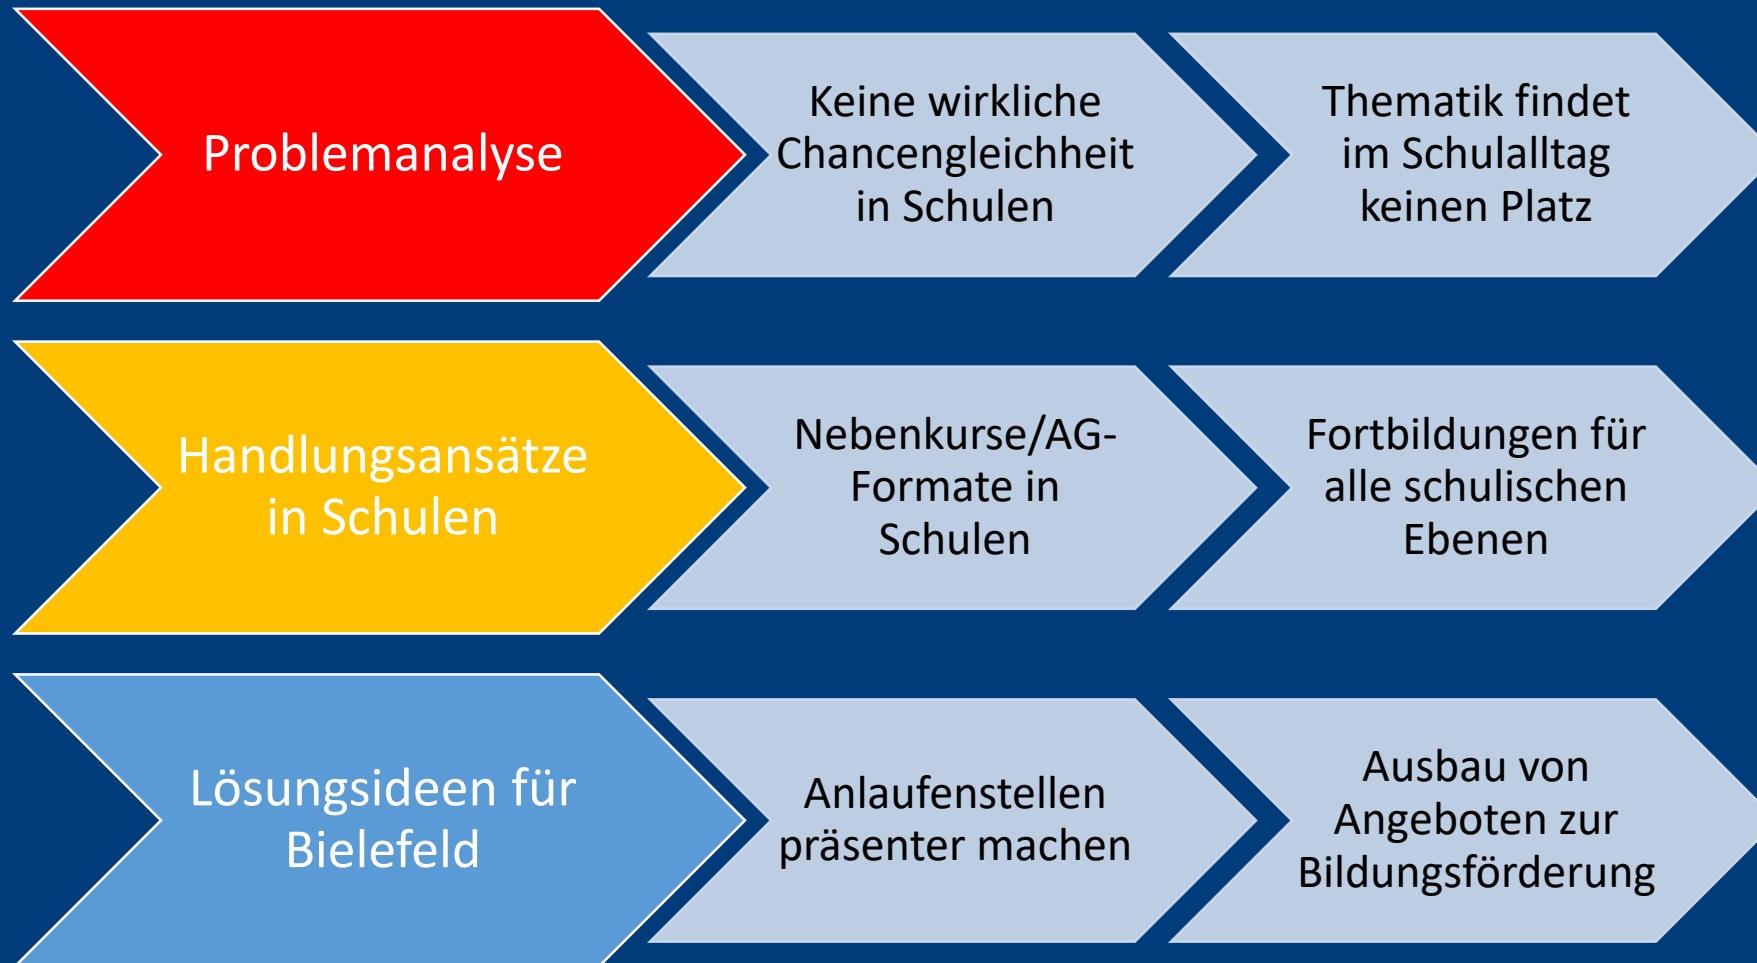 Problemanalyse
Keine wirkliche
Chancengleichheit
in Schulen
Thematik findet
im Schulalltag
keinen Platz
Handlungsansätze
in Schulen
Nebenkurse/AG-
Formate in
Schulen
Fortbildungen für
alle schulischen
Ebenen
Lösungsideen für
Bielefeld
Anlaufenstellen
präsenter machen
Ausbau von
Angeboten zur
Bildungsförderung